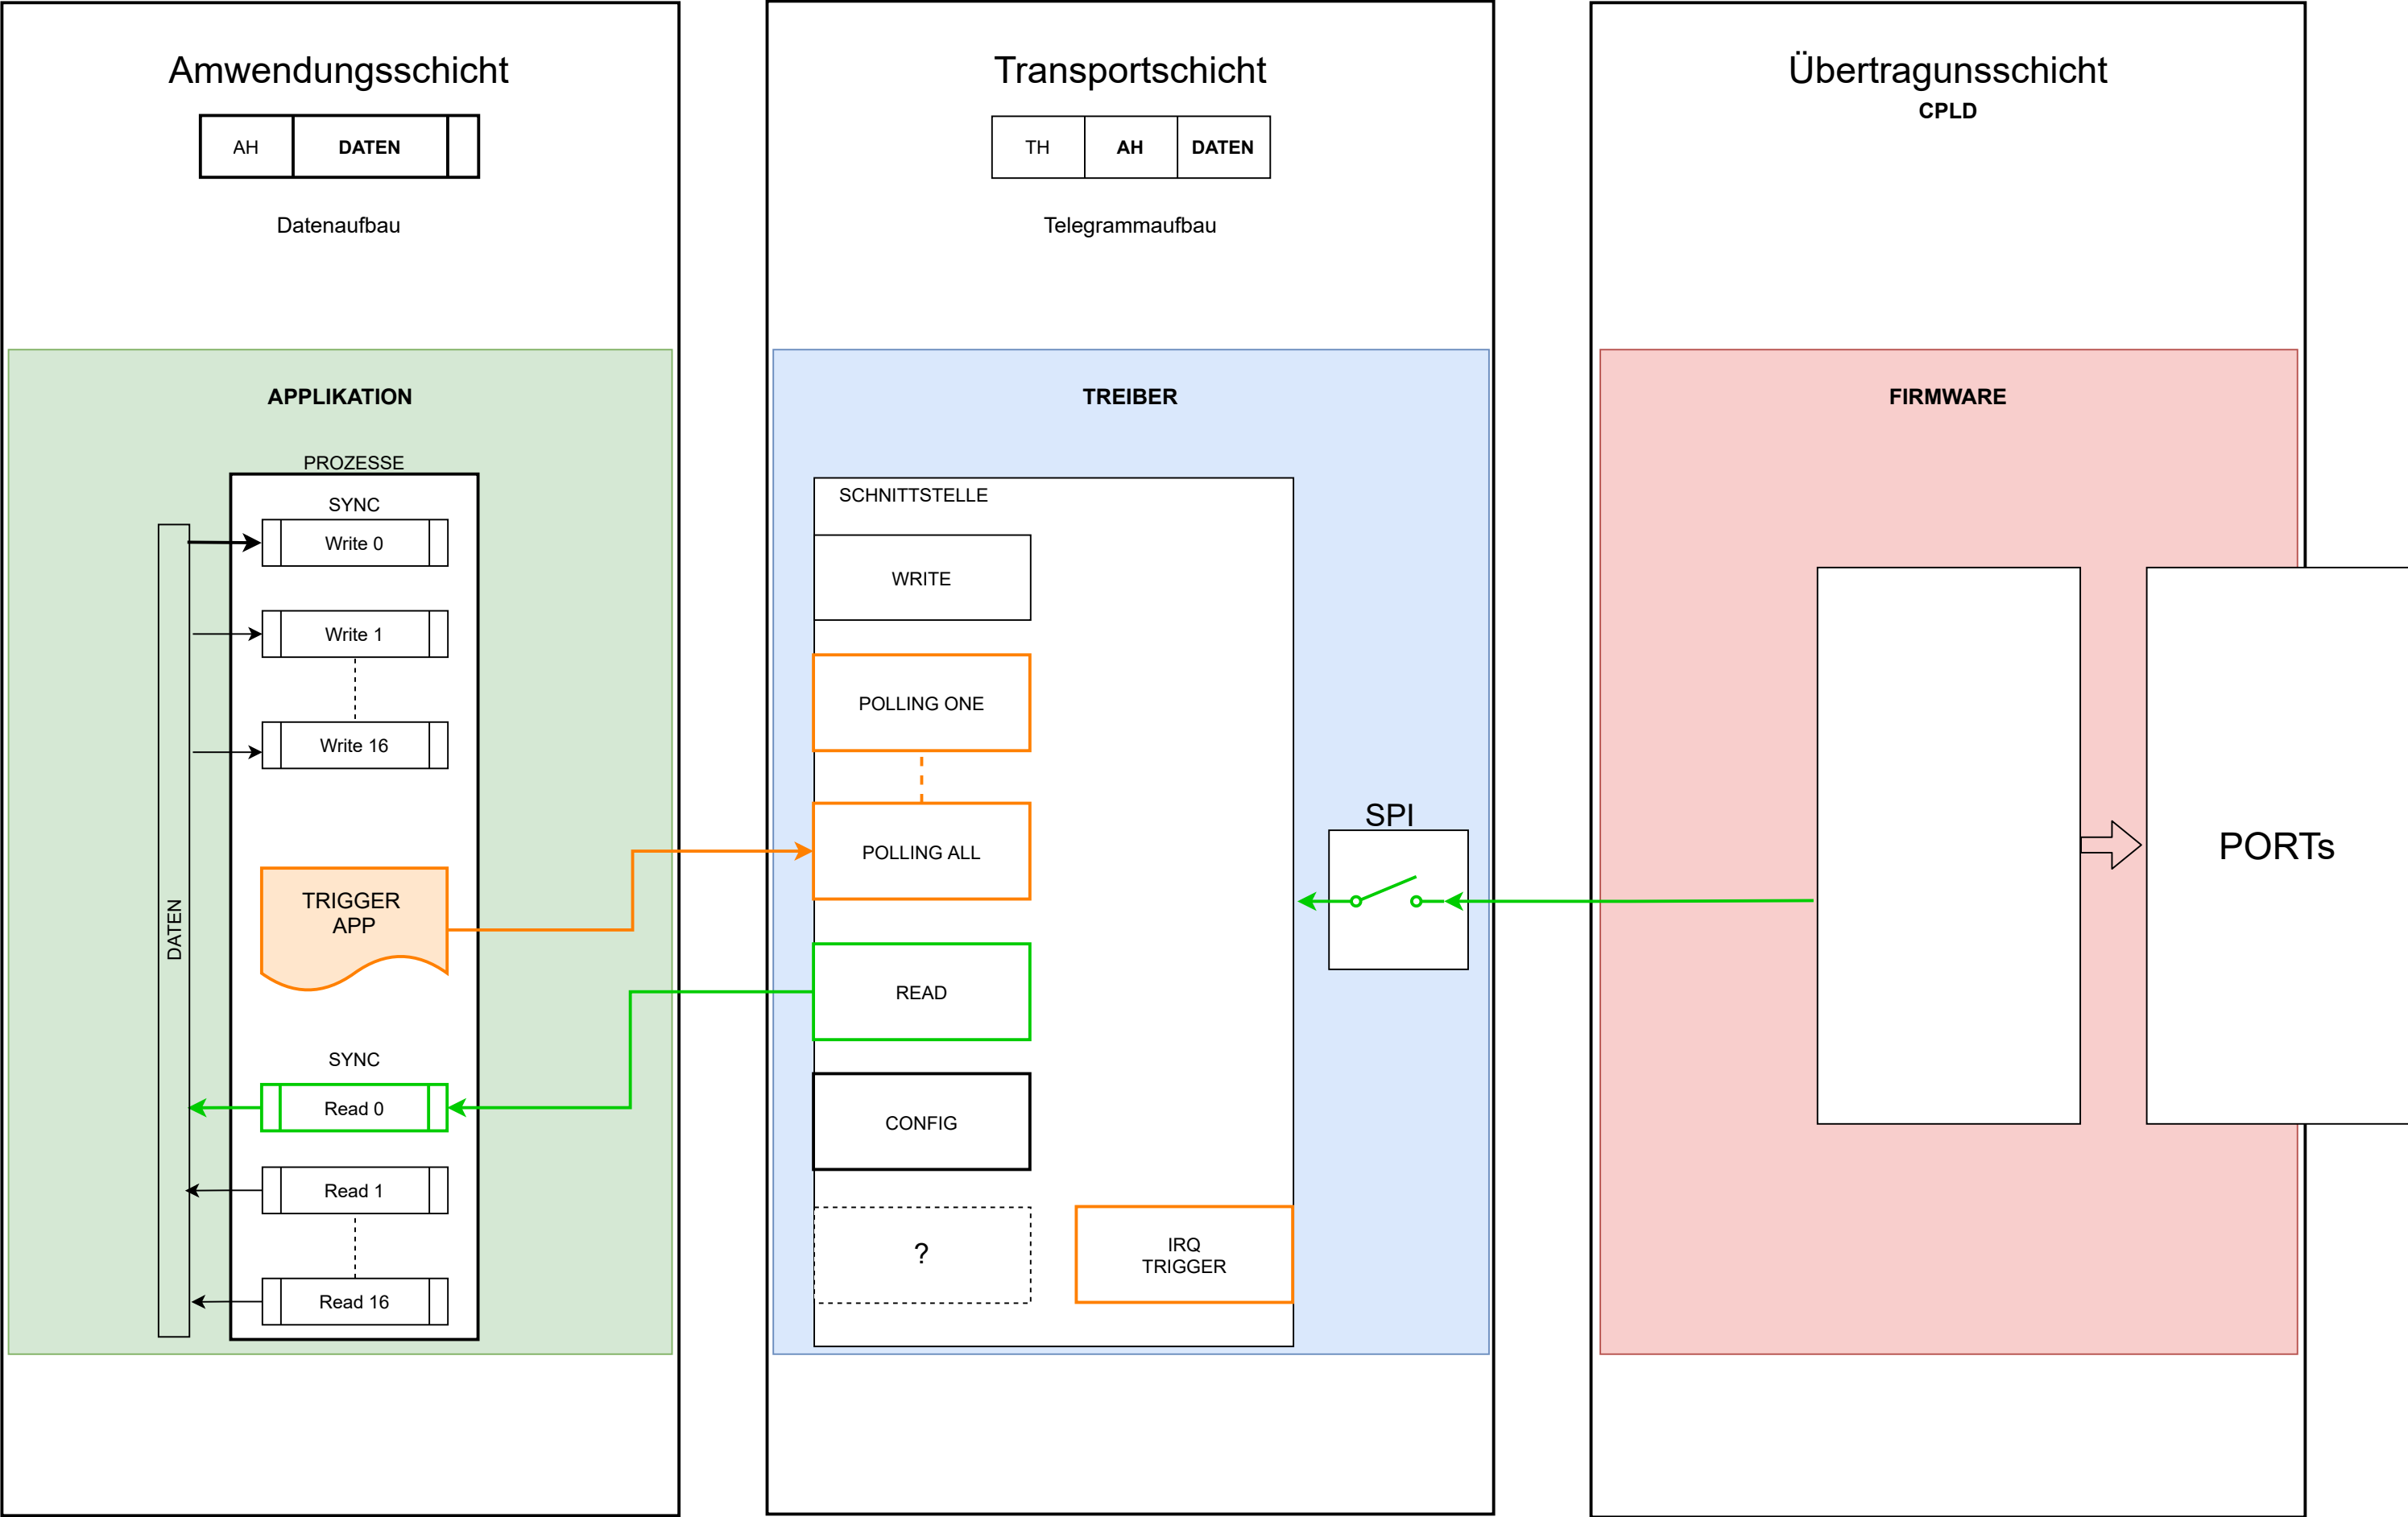 Amwendungsschicht
AH DATEN
Datenaufbau
APPLIKATION
PROZESSE
SYNC
Write 0
Write 1
Write 16
DATEN
TRIGGER
APP
SYNC
Read 0
Read 1
Read 16
Transportschicht
TH AH DATEN
Telegrammaufbau
TREIBER
SCHNITTSTELLE
WRITE
POLLING ONE
POLLING ALL
READ
CONFIG
?
IRQ
TRIGGER
SPI
Übertragunsschicht
CPLD
FIRMWARE
PORTs